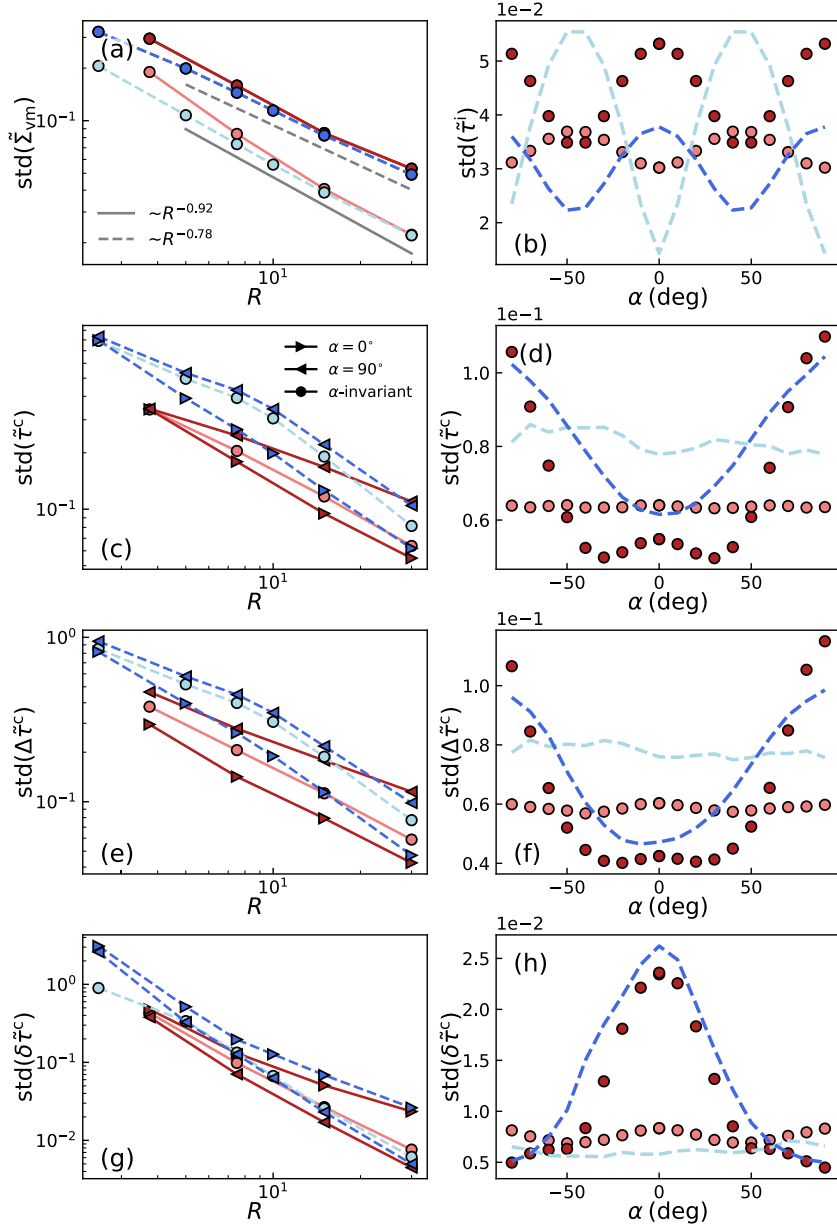 (a)
std(Σ̃vm)
10⁻¹
~R⁻⁰·⁹²
~R⁻⁰·⁷⁸
10¹
R
1e−2
std(τ̃ⁱ)
5
4
3
2
(b)
−50 0 50
α (deg)
std(τ̃ᶜ)
10⁻¹
α = 0°
α = 90°
α-invariant
(c)
10¹
R
1e−1
(d)
std(τ̃ᶜ)
1.0
0.8
0.6
−50 0 50
α (deg)
std(Δτ̃ᶜ)
10⁰
10⁻¹
(e)
10¹
R
1e−1
std(Δτ̃ᶜ)
1.0
0.8
0.6
0.4
(f)
−50 0 50
α (deg)
std(δτ̃ᶜ)
10⁰
10⁻¹
10⁻²
(g)
10¹
R
1e−2
(h)
std(δτ̃ᶜ)
2.5
2.0
1.5
1.0
0.5
−50 0 50
α (deg)